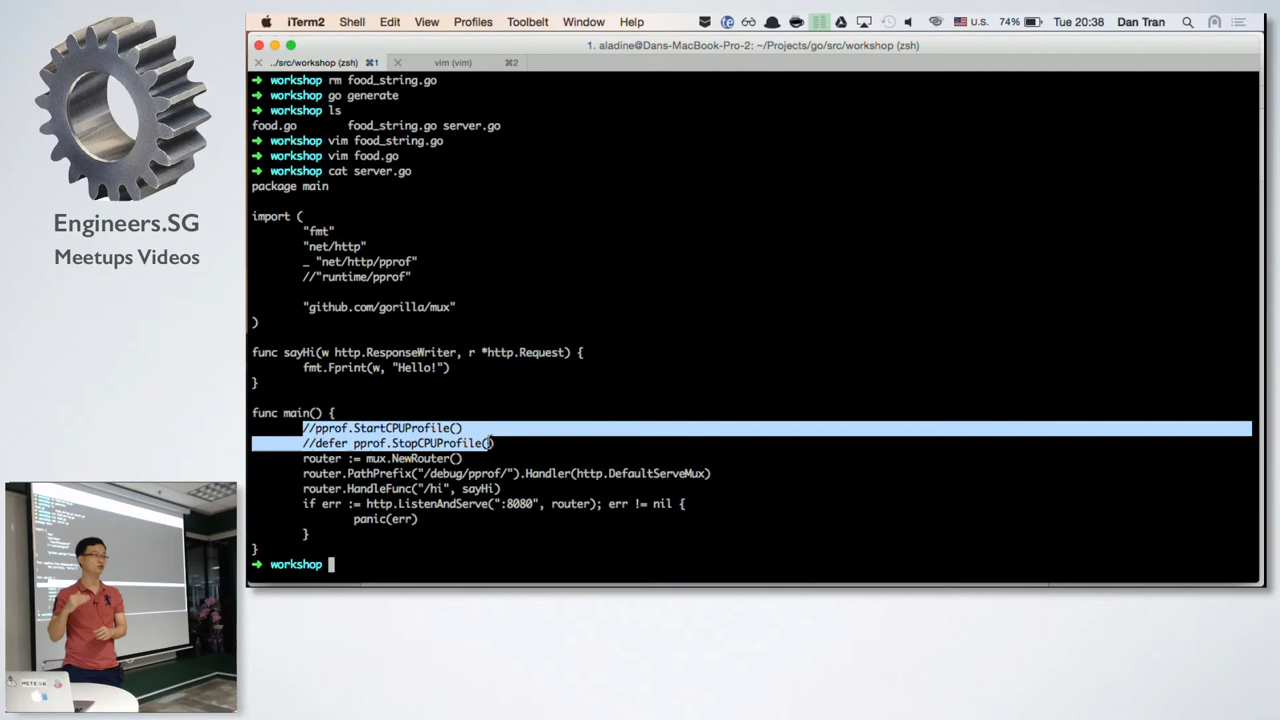 iTerm2 Shell Edit View Profiles Toolbelt Window Help U.S. 74% Tue 20:38 Dan Tran
1. aladine@Dans-MacBook-Pro-2: ~/Projects/go/src/workshop (zsh)
../src/workshop (zsh) ⌘1 vim (vim) ⌘2
➜ workshop rm food_string.go
➜ workshop go generate
➜ workshop ls
food.go food_string.go server.go
➜ workshop vim food_string.go
➜ workshop vim food.go
➜ workshop cat server.go
package main
import (
"fmt"
"net/http"
_ "net/http/pprof"
//"runtime/pprof"
"github.com/gorilla/mux"
)
func sayHi(w http.ResponseWriter, r *http.Request) {
fmt.Fprint(w, "Hello!")
}
func main() {
//pprof.StartCPUProfile()
//defer pprof.StopCPUProfile()
router := mux.NewRouter()
router.PathPrefix("/debug/pprof/").Handler(http.DefaultServeMux)
router.HandleFunc("/hi", sayHi)
if err := http.ListenAndServe(":8080", router); err != nil {
panic(err)
}
}
➜ workshop
Engineers.SG
Meetups Videos
METEOR